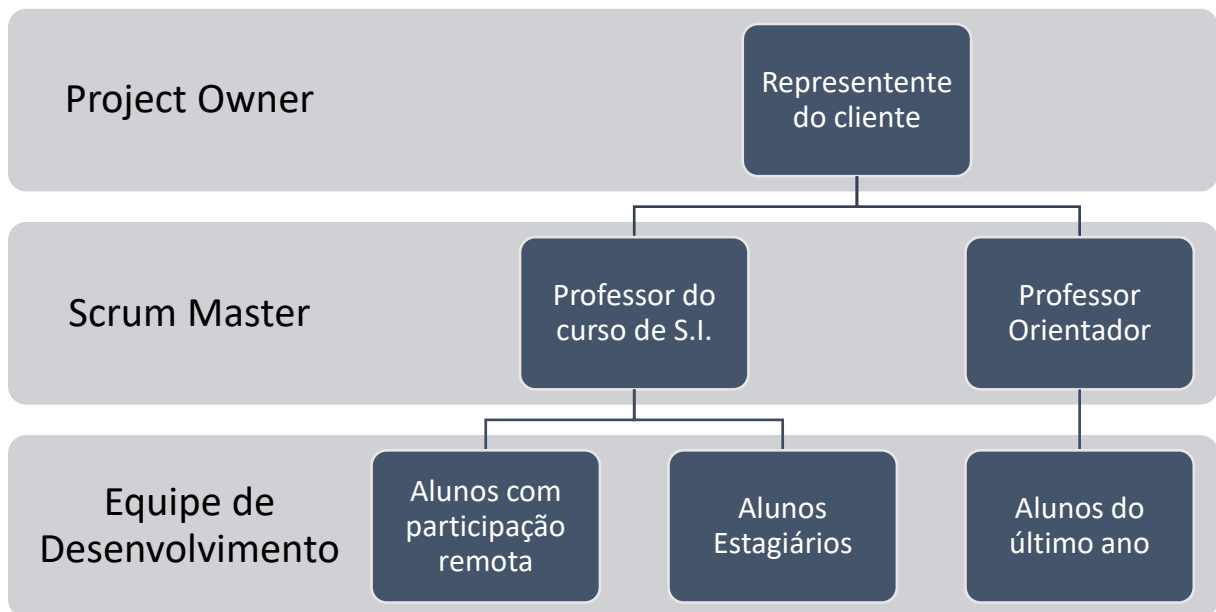 Project Owner
Representente
do cliente
Scrum Master
Professor do
curso de S.I.
Professor
Orientador
Equipe de
Desenvolvimento
Alunos com
participação
remota
Alunos
Estagiários
Alunos do
último ano